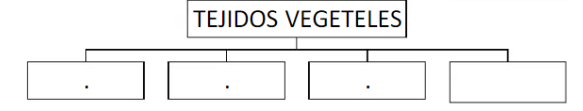 TEJIDOS VEGETELES
. . .